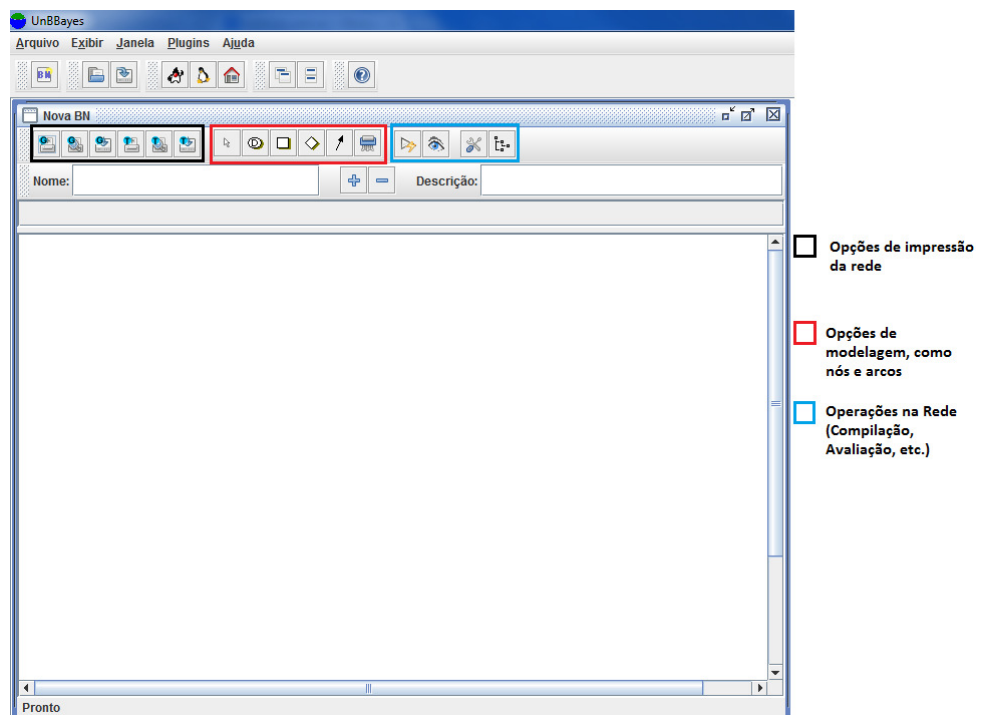 UnBBayes
Arquivo Exibir Janela Plugins Ajuda
BN
Nova BN
Nome:
Descrição:
Opções de impressão
da rede
Opções de
modelagem, como
nós e arcos
Operações na Rede
(Compilação,
Avaliação, etc.)
Pronto